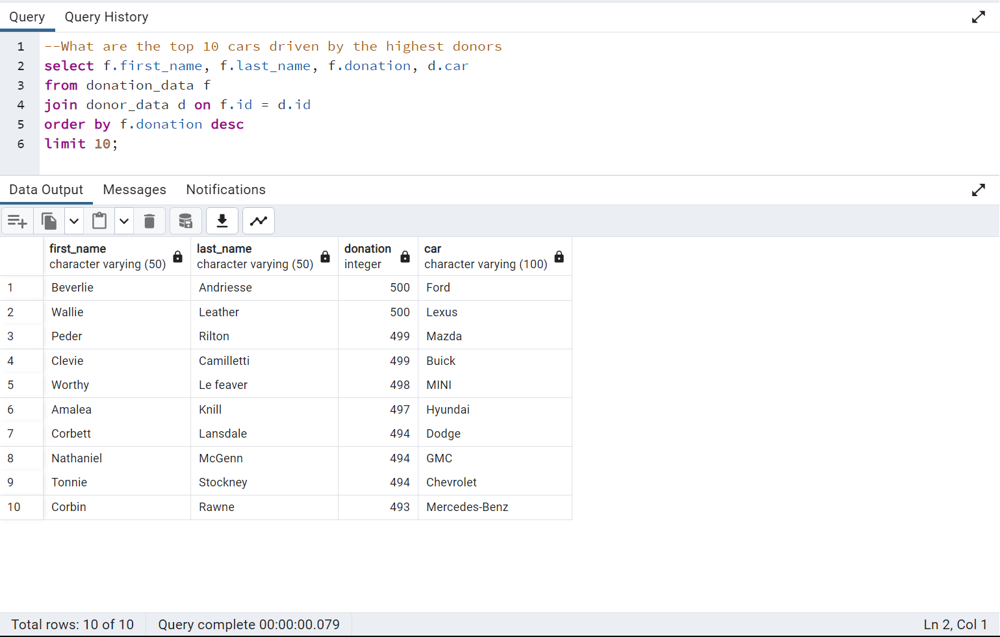 Query Query History
1 --What are the top 10 cars driven by the highest donors
2 select f.first_name, f.last_name, f.donation, d.car
3 from donation_data f
4 join donor_data d on f.id = d.id
5 order by f.donation desc
6 limit 10;
Data Output Messages Notifications
first_name last_name donation car
character varying (50) character varying (50) integer character varying (100)
1 Beverlie Andriesse 500 Ford
2 Wallie Leather 500 Lexus
3 Peder Rilton 499 Mazda
4 Clevie Camilletti 499 Buick
5 Worthy Le feaver 498 MINI
6 Amalea Knill 497 Hyundai
7 Corbett Lansdale 494 Dodge
8 Nathaniel McGenn 494 GMC
9 Tonnie Stockney 494 Chevrolet
10 Corbin Rawne 493 Mercedes-Benz
Total rows: 10 of 10 Query complete 00:00:00.079 Ln 2, Col 1